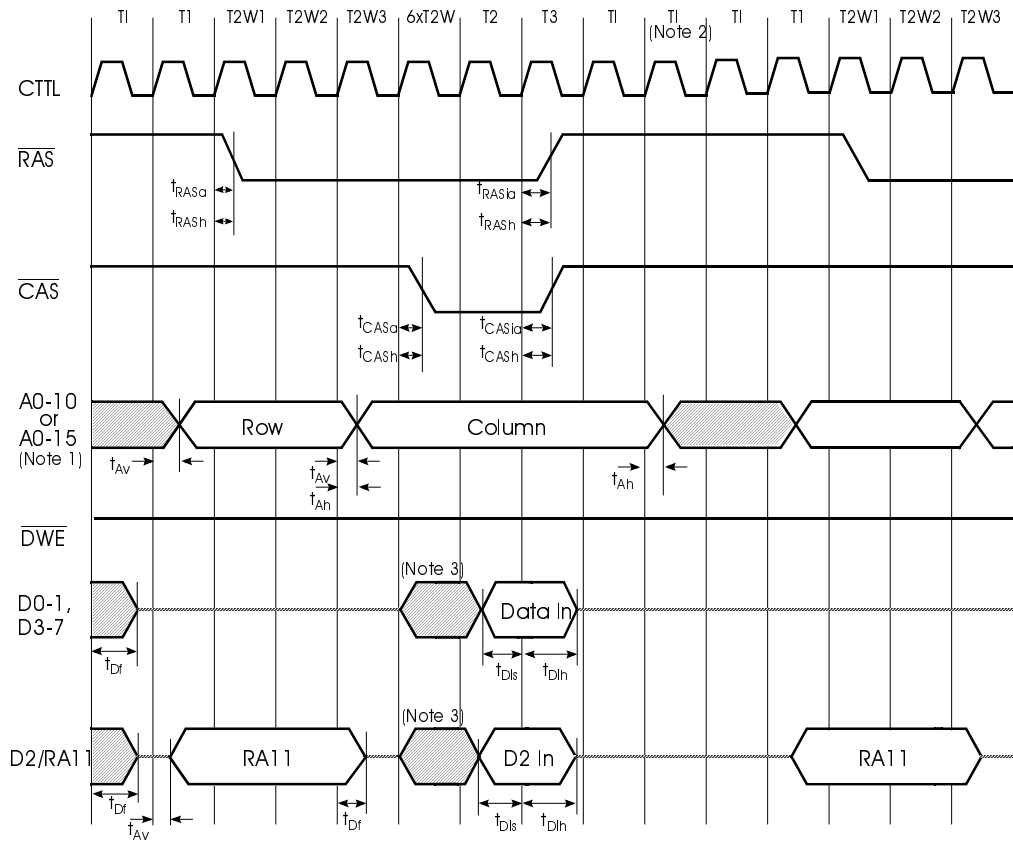 TI T1 T2W1 T2W2 T2W3 6xT2W T2 T3 TI TI TI T1 T2W1 T2W2 T2W3
(Note 2)
CTTL
RAS
tRASa tRASia
tRASh tRASh
CAS
tCASa tCASia
tCASh tCASh
A0-10
or
A0-15
(Note 1)
Row Column
tAv tAv tAh
tAh
DWE
(Note 3)
D0-1,
D3-7
Data In
tDf tDIs tDIh
(Note 3)
D2/RA11 RA11 D2 In RA11
tDf tDf tDIs tDIh
tAv